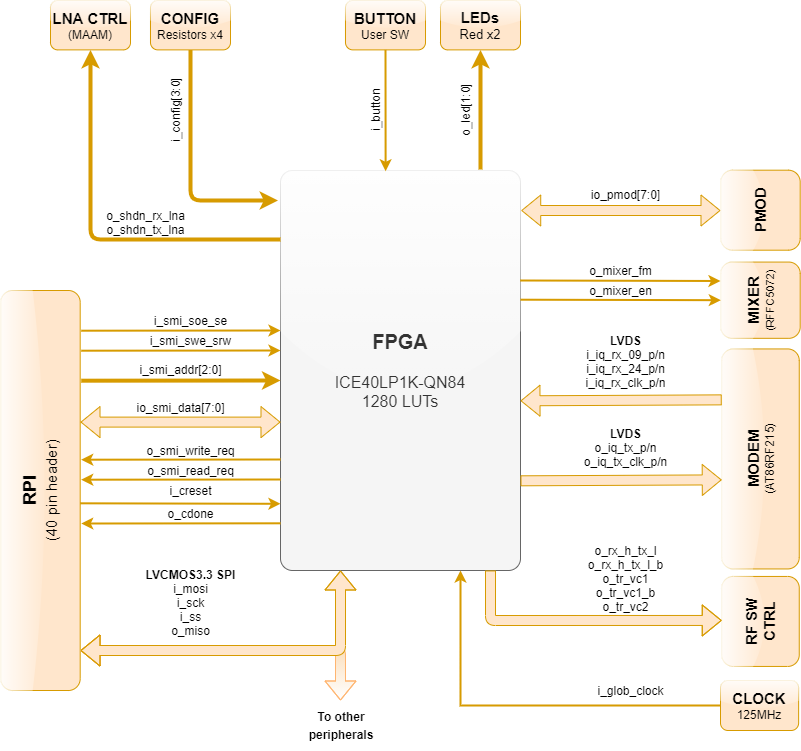 LNA CTRL
(MAAM)
CONFIG
Resistors x4
BUTTON
User SW
LEDs
Red x2
i_config[3:0]
i_button
o_led[1:0]
o_shdn_rx_lna
o_shdn_tx_lna
io_pmod[7:0]
PMOD
o_mixer_fm
o_mixer_en
MIXER
(RFFC5072)
FPGA
ICE40LP1K-QN84
1280 LUTs
RPI
(40 pin header)
i_smi_soe_se
i_smi_swe_srw
i_smi_addr[2:0]
io_smi_data[7:0]
o_smi_write_req
o_smi_read_req
i_creset
o_cdone
LVDS
i_iq_rx_09_p/n
i_iq_rx_24_p/n
i_iq_rx_clk_p/n
LVDS
o_iq_tx_p/n
o_iq_tx_clk_p/n
MODEM
(AT86RF215)
LVCMOS3.3 SPI
i_mosi
i_sck
i_ss
o_miso
o_rx_h_tx_l
o_rx_h_tx_l_b
o_tr_vc1
o_tr_vc1_b
o_tr_vc2
RF SW
CTRL
i_glob_clock
CLOCK
125MHz
To other
peripherals